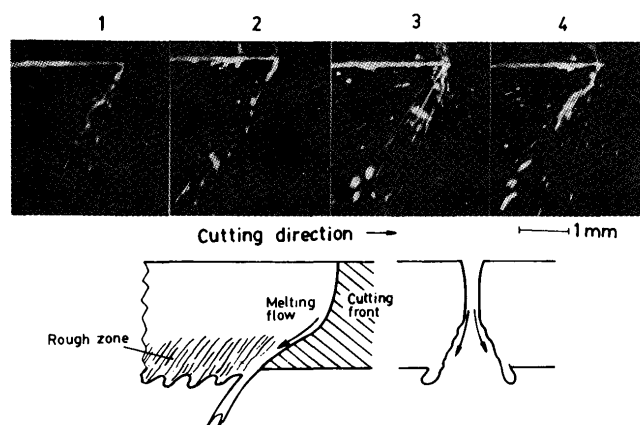 1 2 3 4
Cutting direction →
1mm
Melting flow
Cutting front
Rough zone